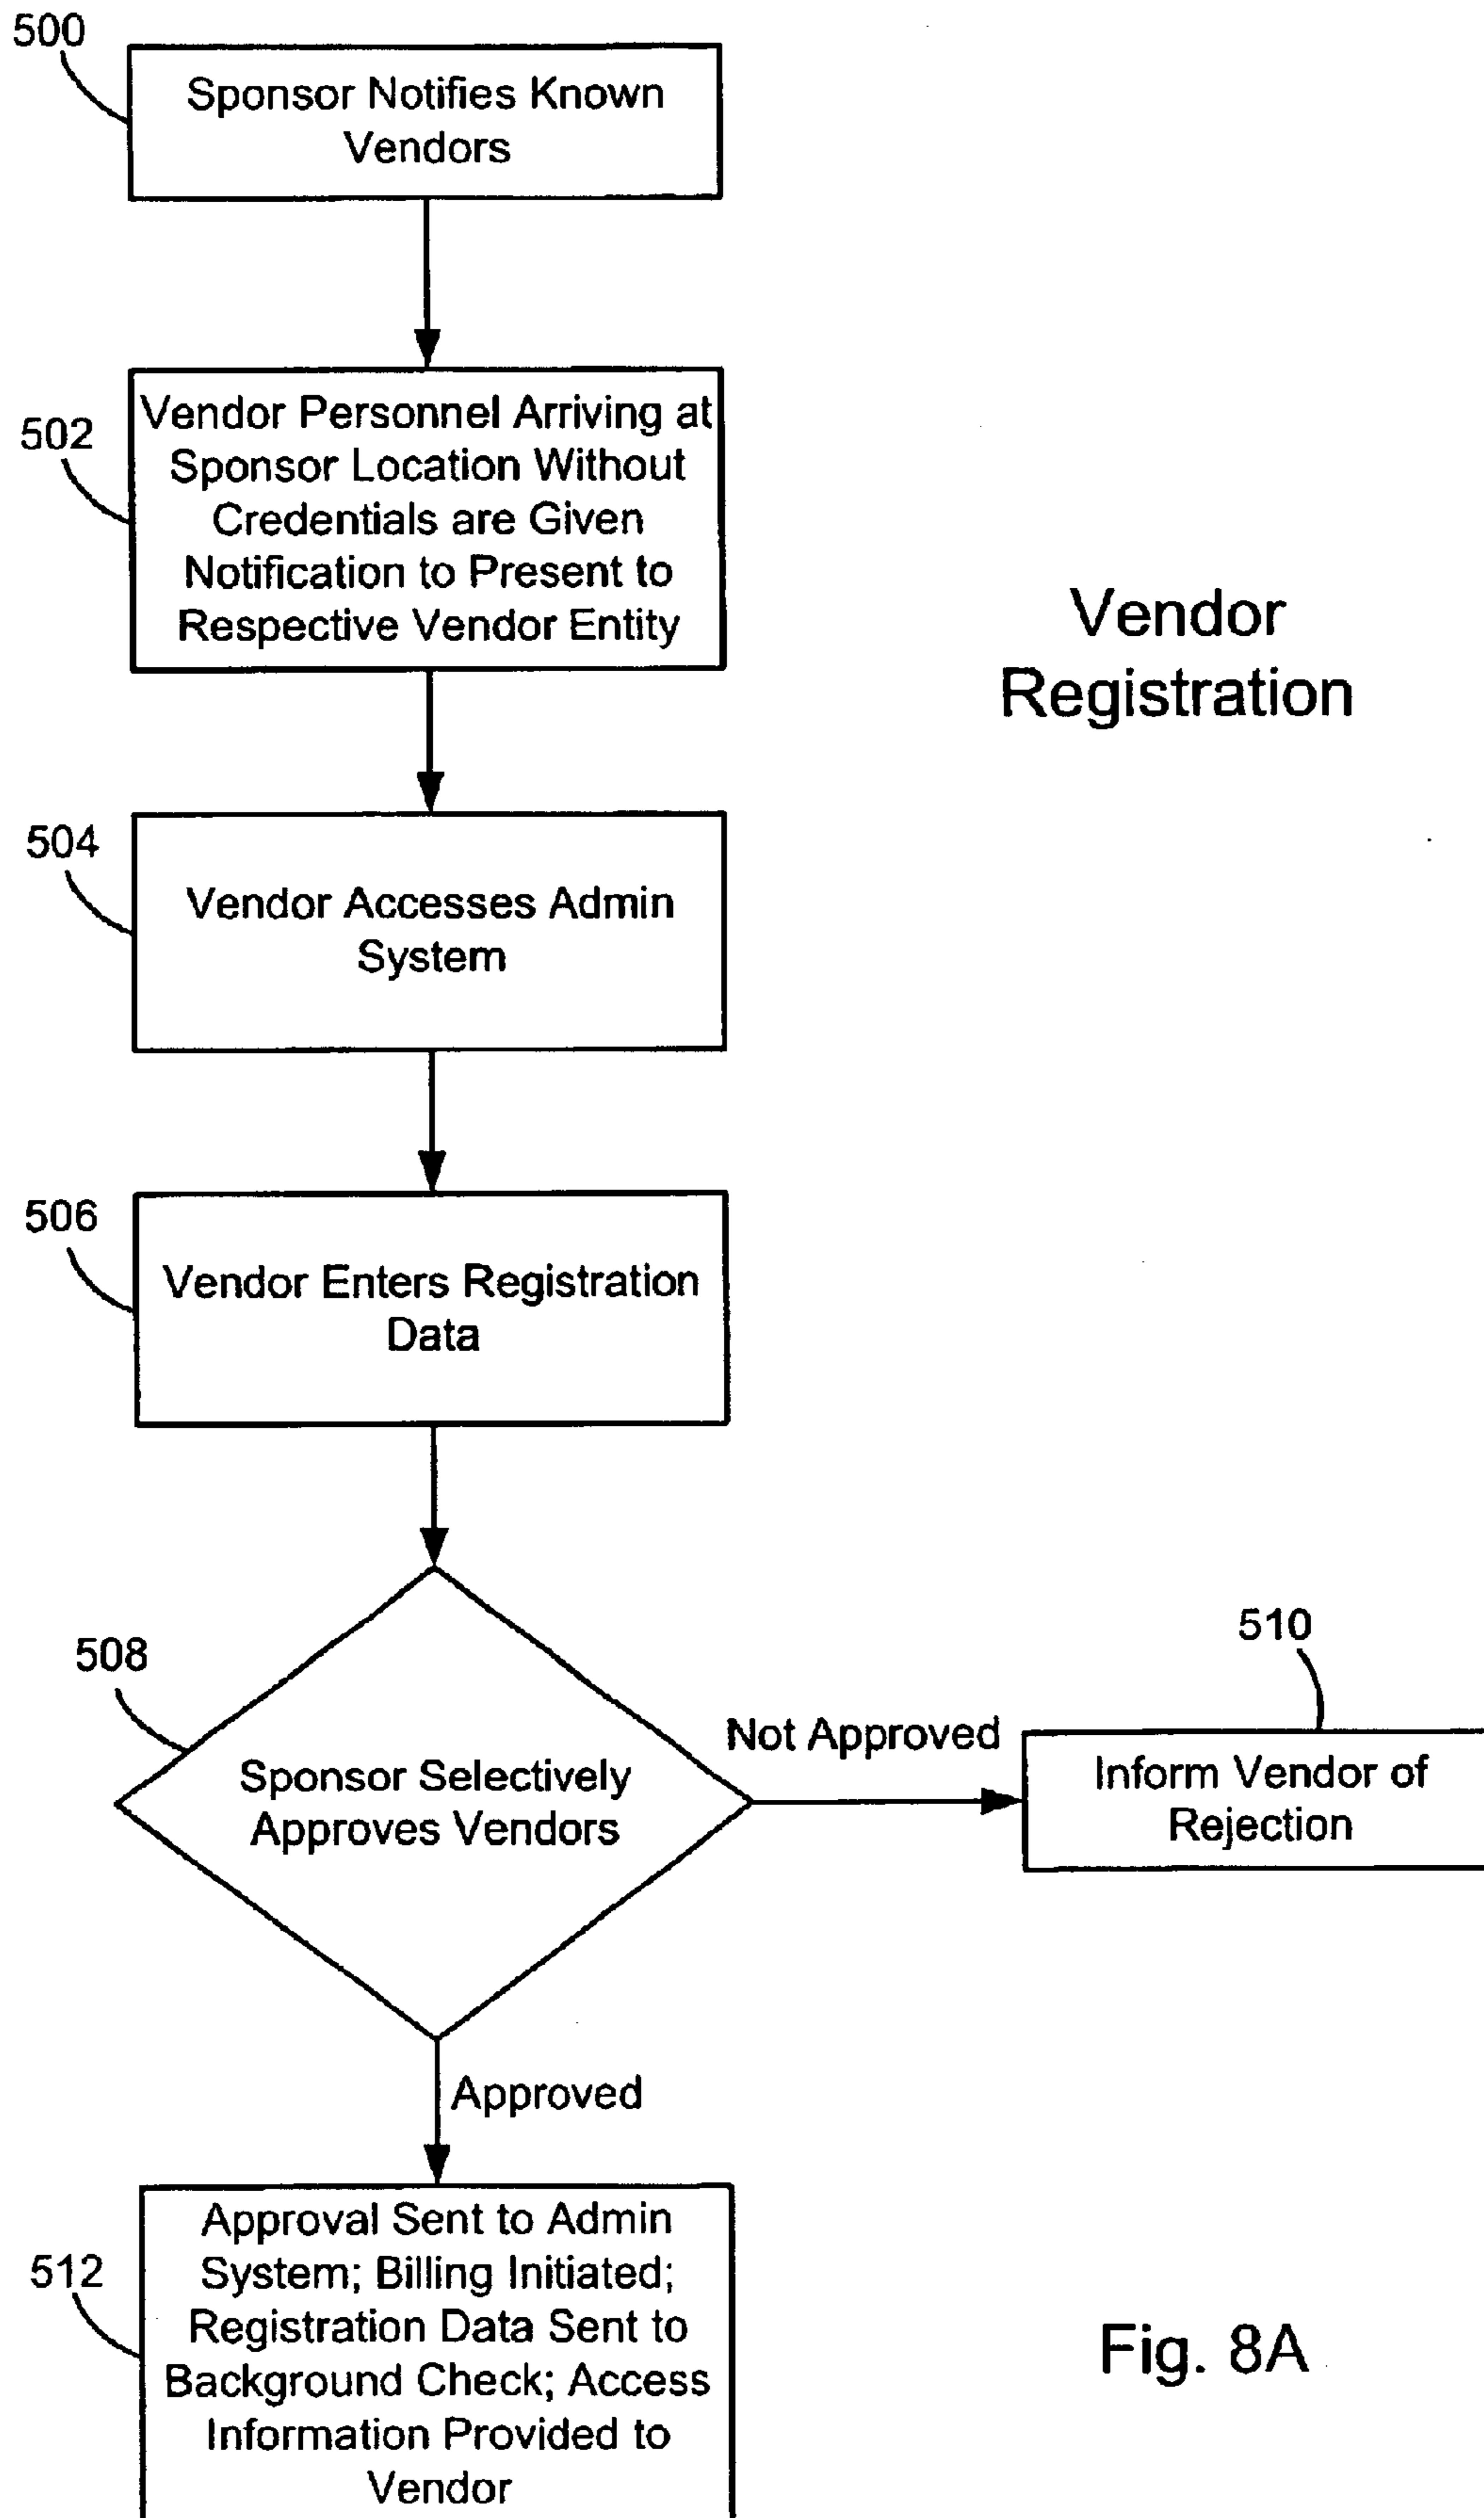 500
Sponsor Notifies Known
Vendors
502
Vendor Personnel Arriving at
Sponsor Location Without
Credentials are Given
Notification to Present to
Respective Vendor Entity
Vendor
Registration
504
Vendor Accesses Admin
System
506
Vendor Enters Registration
Data
508
Sponsor Selectively
Approves Vendors
Not Approved
510
Inform Vendor of
Rejection
Approved
512
Approval Sent to Admin
System; Billing Initiated;
Registration Data Sent to
Background Check; Access
Information Provided to
Vendor
Fig. 8A